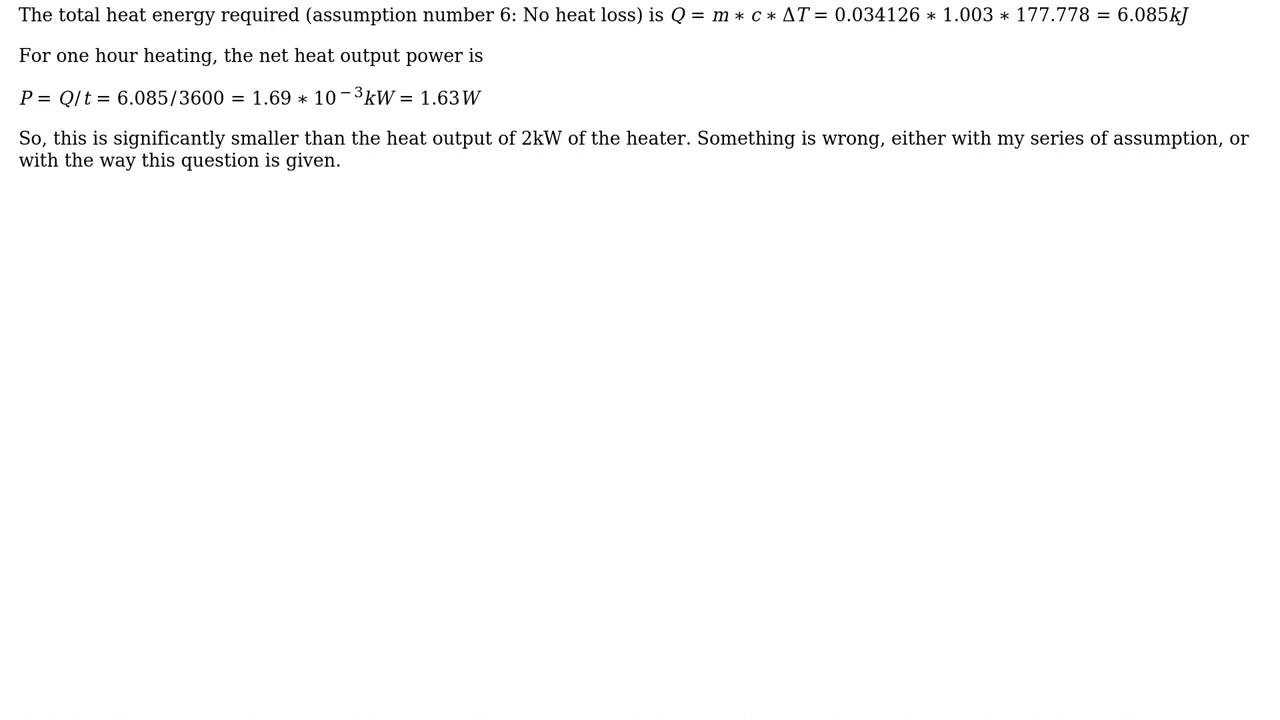 The total heat energy required (assumption number 6: No heat loss) is Q = m ∗ c ∗ ΔT = 0.034126 ∗ 1.003 ∗ 177.778 = 6.085kJ
For one hour heating, the net heat output power is
P = Q/t = 6.085/3600 = 1.69 ∗ 10⁻³kW = 1.63W
So, this is significantly smaller than the heat output of 2kW of the heater. Something is wrong, either with my series of assumption, or
with the way this question is given.